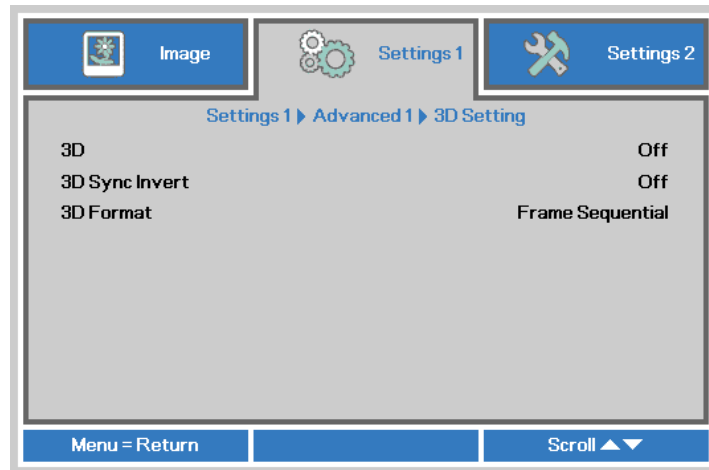 Image
Settings 1
Settings 2
Settings 1 ▶ Advanced 1 ▶ 3D Setting
3D Off
3D Sync Invert Off
3D Format Frame Sequential
Menu = Return
Scroll ▲▼